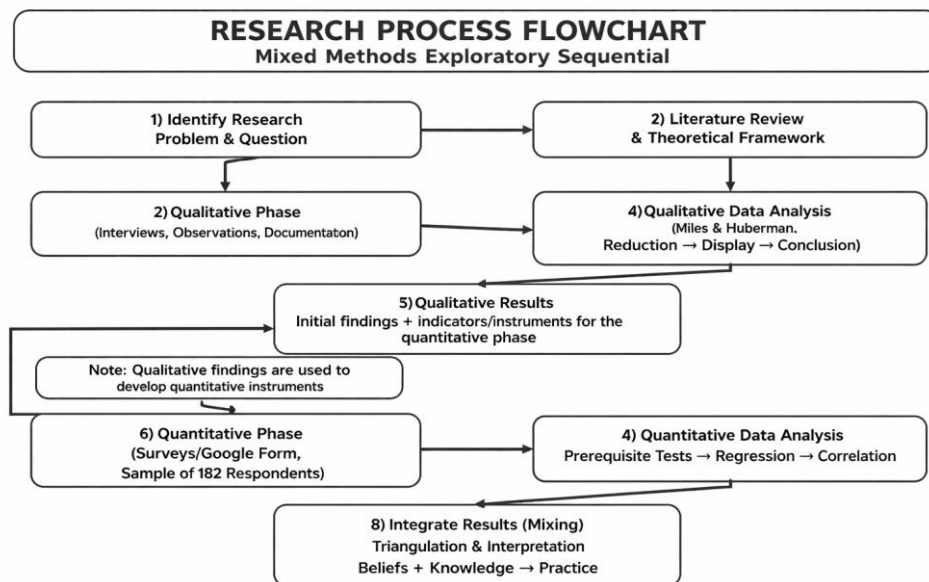 RESEARCH PROCESS FLOWCHART
Mixed Methods Exploratory Sequential
1) Identify Research
Problem & Question
2) Literature Review
& Theoretical Framework
2) Qualitative Phase
(Interviews, Observations, Documentaton)
4) Qualitative Data Analysis
(Miles & Huberman.
Reduction → Display → Conclusion)
5) Qualitative Results
Initial findings + indicators/instruments for the
quantitative phase
Note: Qualitative findings are used to
develop quantitative instruments
6) Quantitative Phase
(Surveys/Google Form,
Sample of 182 Respondents)
4) Quantitative Data Analysis
Prerequisite Tests → Regression → Correlation
8) Integrate Results (Mixing)
Triangulation & Interpretation
Beliefs + Knowledge → Practice